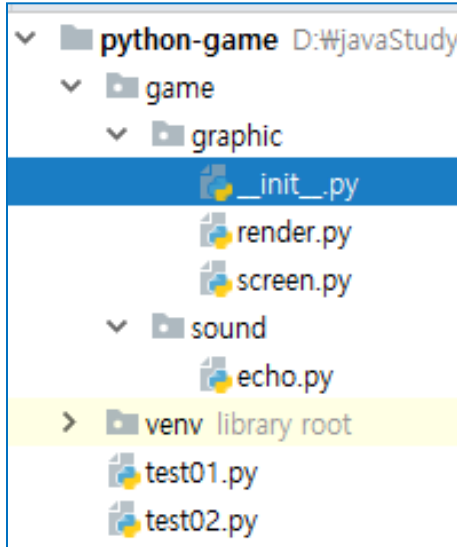 python-game D:₩javaStudy
game
graphic
__init__.py
render.py
screen.py
sound
echo.py
venv library root
test01.py
test02.py